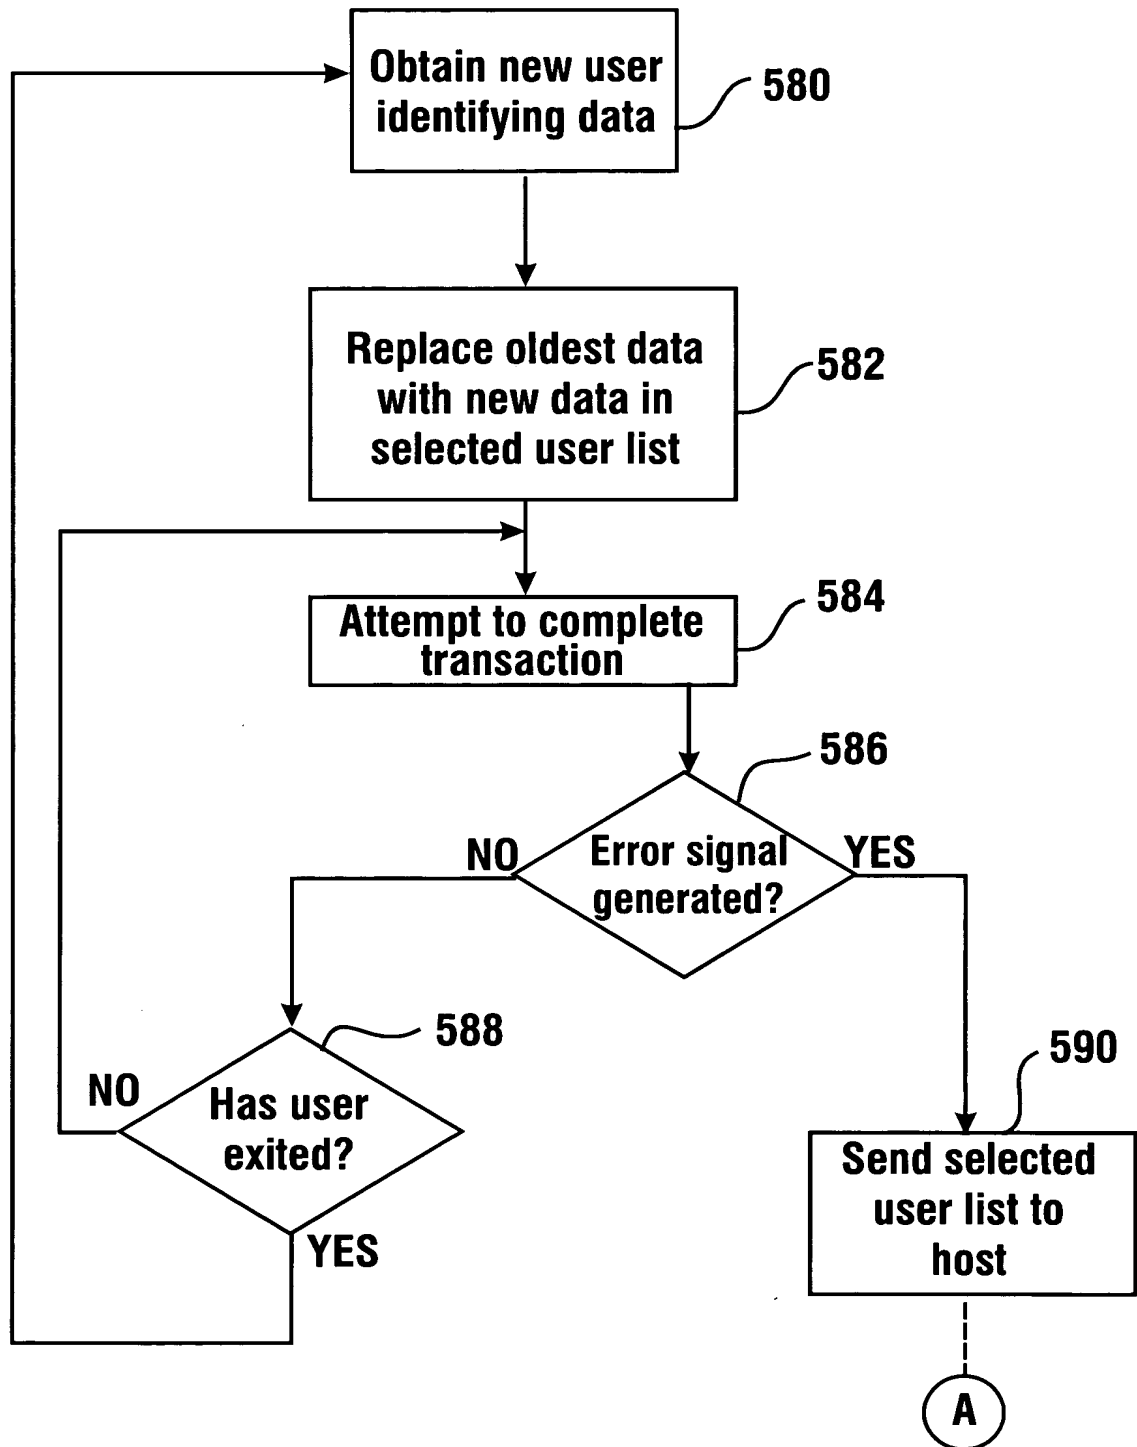 Obtain new user
identifying data
580
Replace oldest data
with new data in
selected user list
582
Attempt to complete
transaction
584
586
Error signal
generated?
NO
YES
588
Has user
exited?
NO
YES
590
Send selected
user list to
host
A